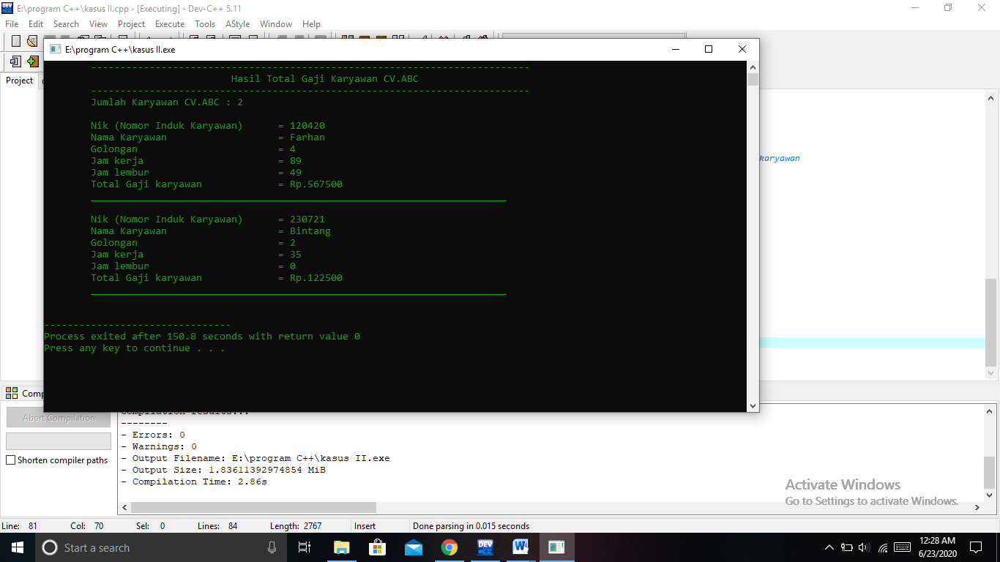 E:\program C++\kasus II.cpp - [Executing] - Dev-C++ 5.11
File Edit Search View Project Execute Tools AStyle Window Help
E:\program C++\kasus II.exe
Project
---------------------------------------------------------------------------
Hasil Total Gaji Karyawan CV.ABC
---------------------------------------------------------------------------
Jumlah Karyawan CV.ABC : 2
Nik (Nomor Induk Karyawan) = 120420
Nama Karyawan = Farhan
Golongan = 4
Jam kerja = 89
Jam lembur = 49
Total Gaji karyawan = Rp.567500
_______________________________________________________________________
Nik (Nomor Induk Karyawan) = 230721
Nama Karyawan = Bintang
Golongan = 2
Jam kerja = 35
Jam lembur = 0
Total Gaji karyawan = Rp.122500
_______________________________________________________________________
--------------------------------
Process exited after 150.8 seconds with return value 0
Press any key to continue . . .
karyawan
Comp
Abort Compilation
Shorten compiler paths
Compilation results...
--------
- Errors: 0
- Warnings: 0
- Output Filename: E:\program C++\kasus II.exe
- Output Size: 1.83611392974854 MiB
- Compilation Time: 2.86s
Activate Windows
Go to Settings to activate Windows.
Line: 81 Col: 70 Sel: 0 Lines: 84 Length: 2767 Insert Done parsing in 0.015 seconds
Start a search
DEV
12:28 AM
6/23/2020